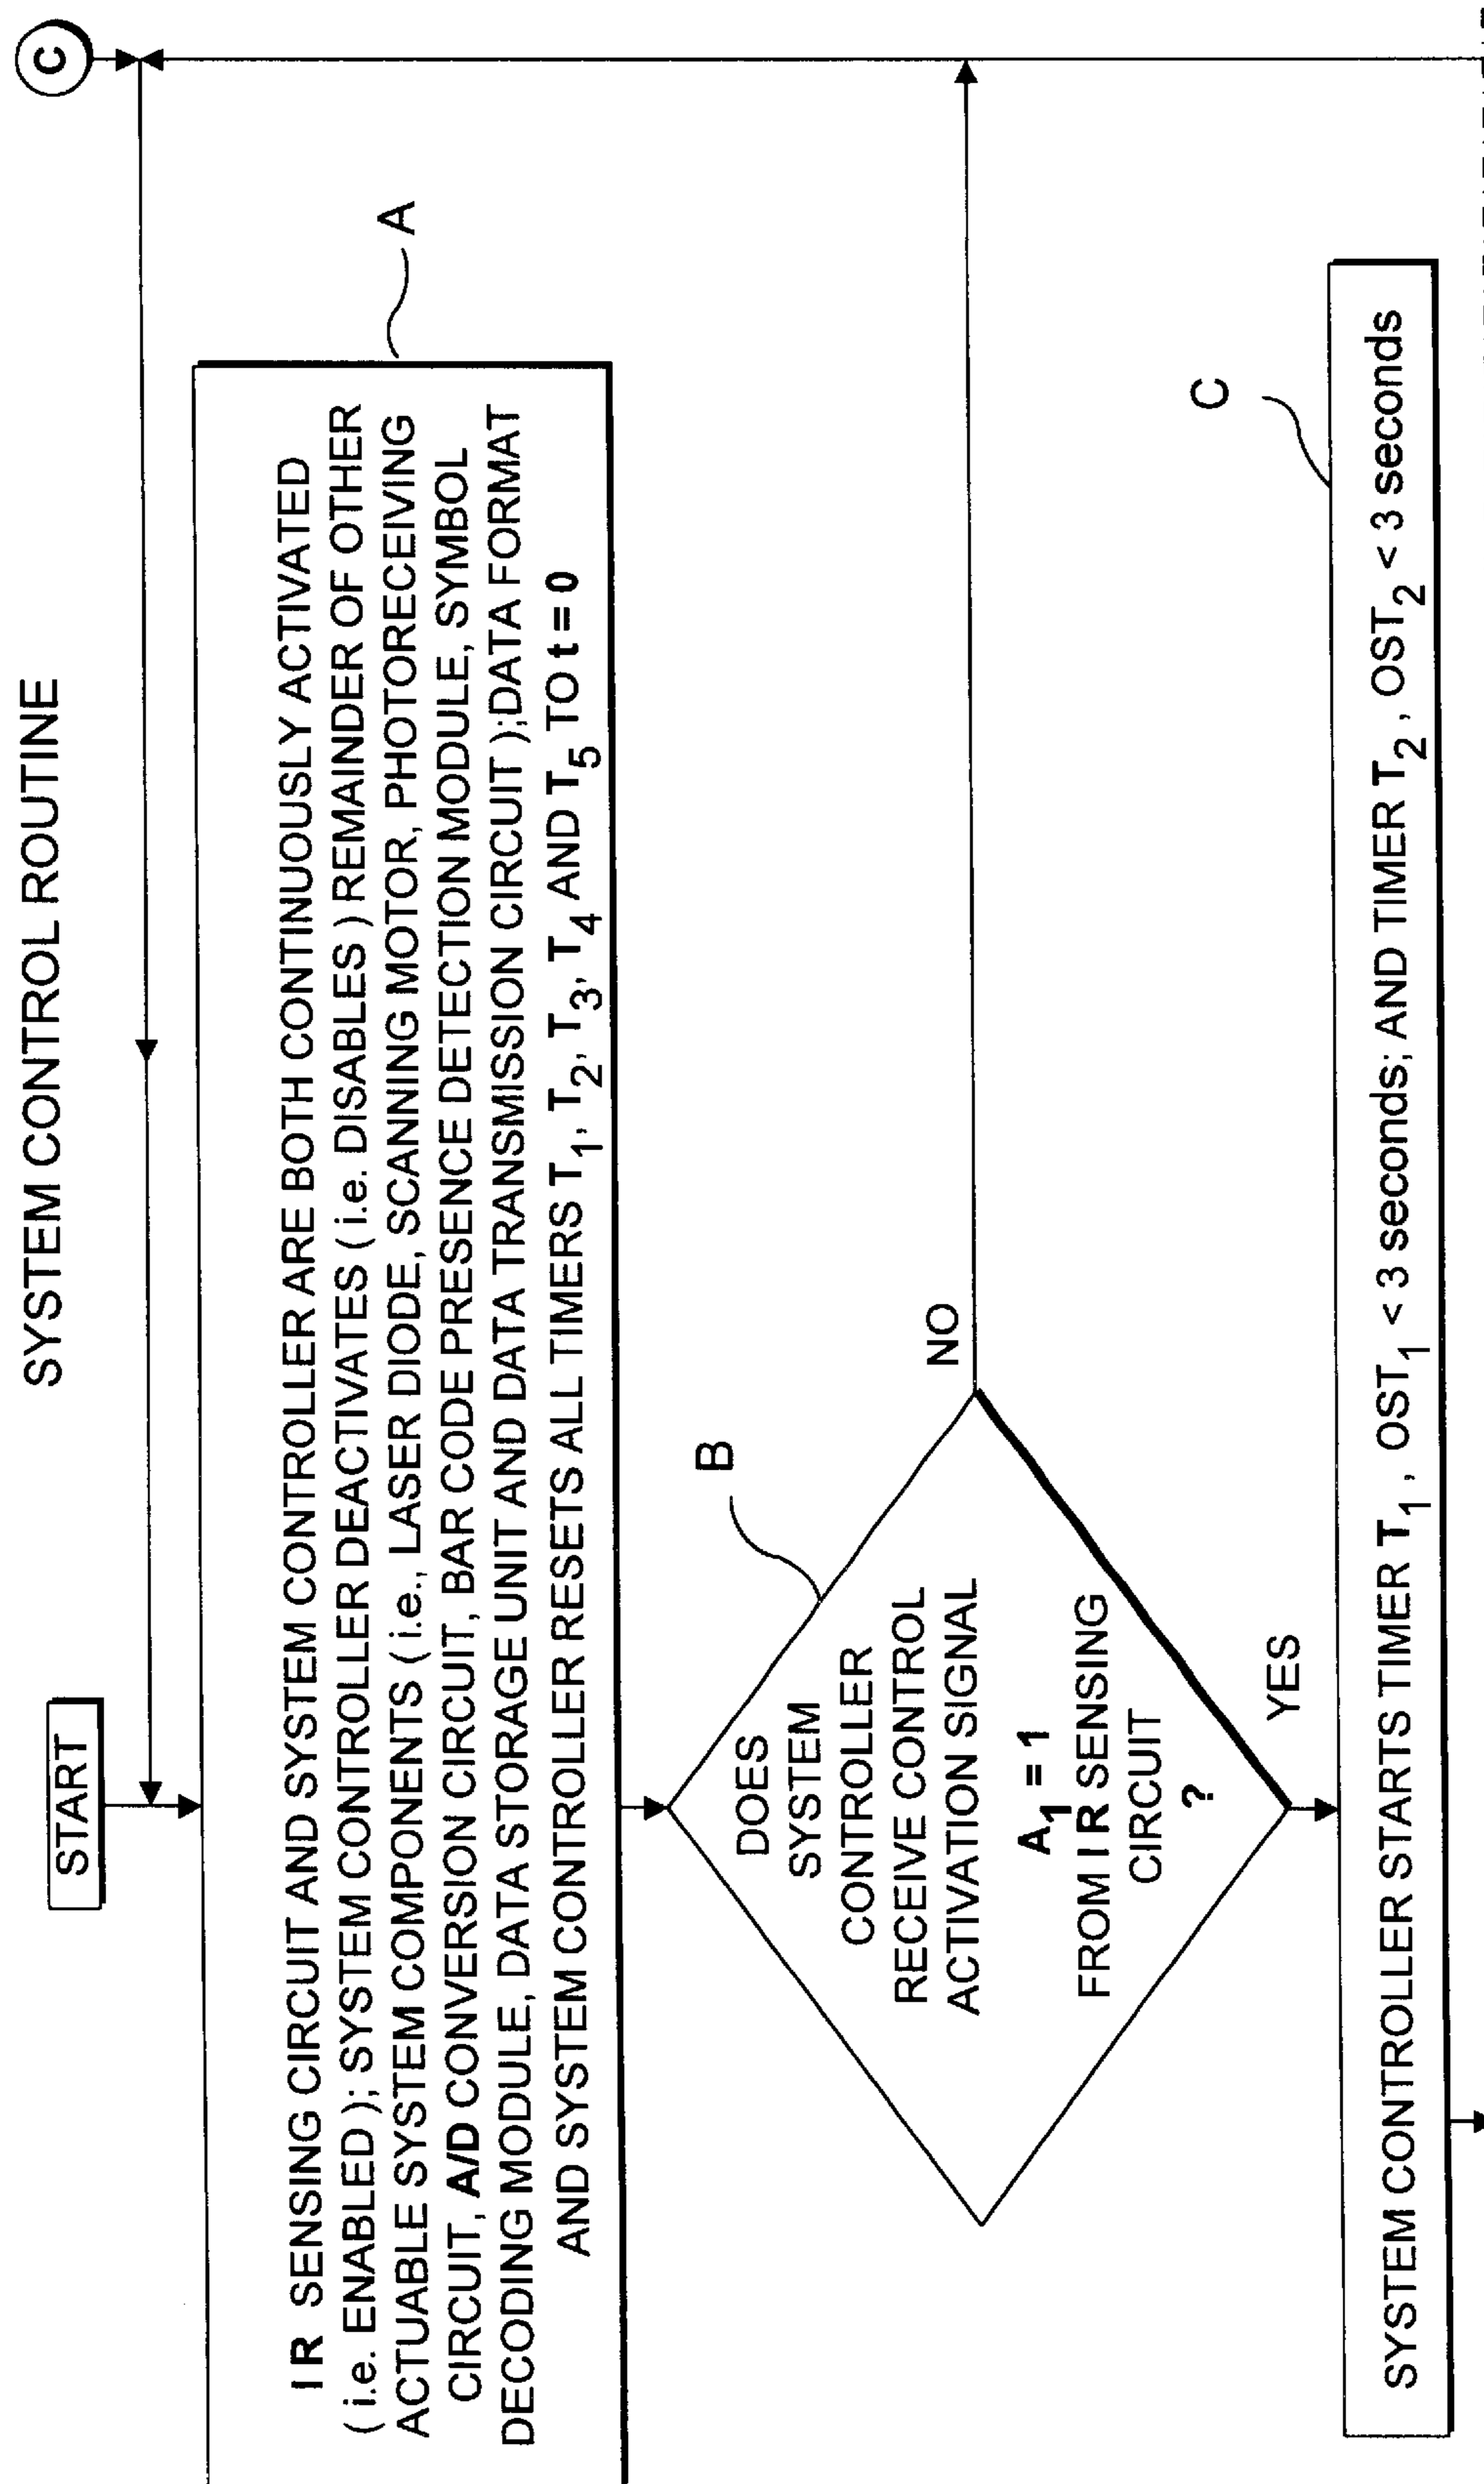 SYSTEM CONTROL ROUTINE
C
START
A
I R SENSING CIRCUIT AND SYSTEM CONTROLLER ARE BOTH CONTINUOUSLY ACTIVATED
( i.e. ENABLED ); SYSTEM CONTROLLER DEACTIVATES ( i.e. DISABLES ) REMAINDER OF OTHER
ACTUABLE SYSTEM COMPONENTS ( i.e., LASER DIODE, SCANNING MOTOR, PHOTORECEIVING
CIRCUIT, A/D CONVERSION CIRCUIT, BAR CODE PRESENCE DETECTION MODULE, SYMBOL
DECODING MODULE, DATA STORAGE UNIT AND DATA TRANSMISSION CIRCUIT );DATA FORMAT
AND SYSTEM CONTROLLER RESETS ALL TIMERS T1, T2, T3, T4 AND T5 TO t = 0
B
DOES
SYSTEM
CONTROLLER
RECEIVE CONTROL
ACTIVATION SIGNAL
A1 = 1
FROM I R SENSING
CIRCUIT
?
NO
YES
C
SYSTEM CONTROLLER STARTS TIMER T1 , OST1 < 3 seconds; AND TIMER T2 , OST2 < 3 seconds